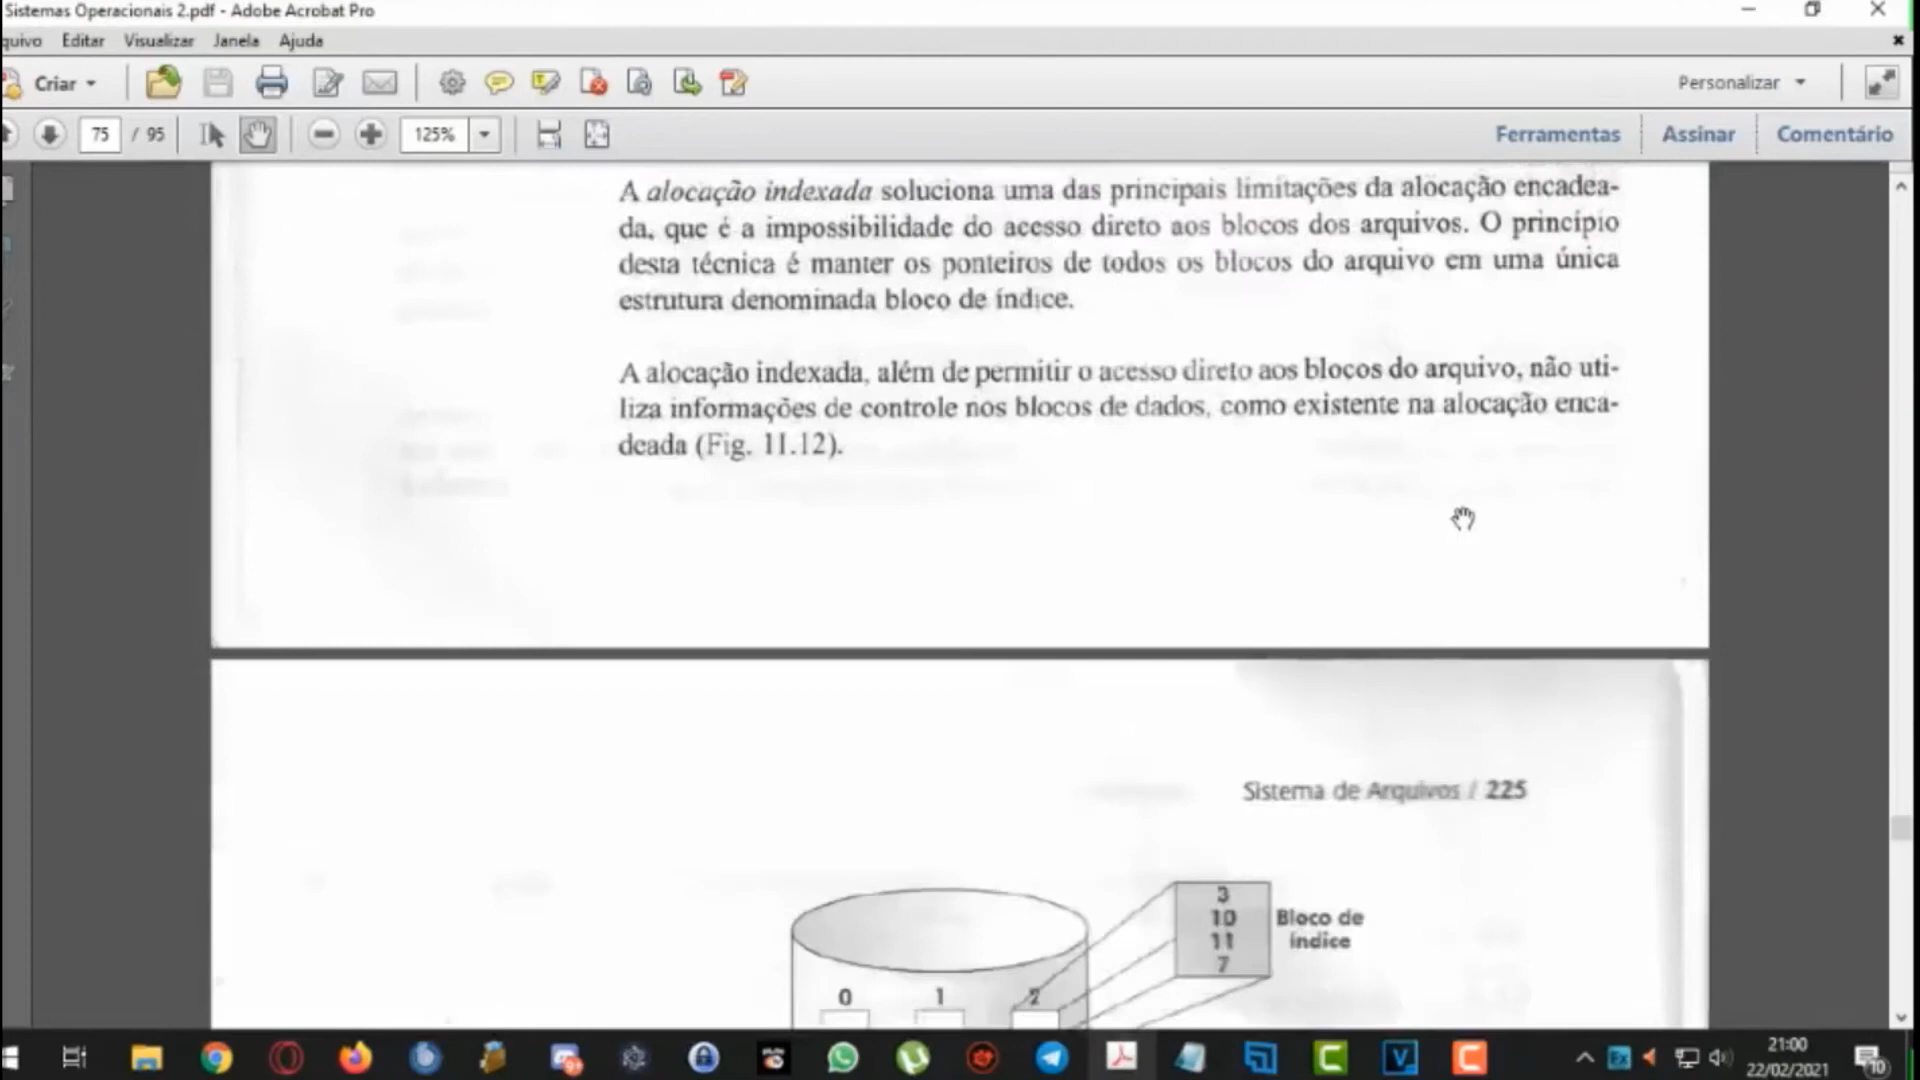 Sistemas Operacionais 2.pdf - Adobe Acrobat Pro
quivo Editar Visualizar Janela Ajuda
Criar Personalizar
75 / 95 125% Ferramentas Assinar Comentário
A alocação indexada soluciona uma das principais limitações da alocação encadea-
da, que é a impossibilidade do acesso direto aos blocos dos arquivos. O princípio
desta técnica é manter os ponteiros de todos os blocos do arquivo em uma única
estrutura denominada bloco de índice.
A alocação indexada, além de permitir o acesso direto aos blocos do arquivo, não uti-
liza informações de controle nos blocos de dados, como existente na alocação enca-
deada (Fig. 11.12).
Sistema de Arquivos / 225
3
10
11
7
Bloco de
índice
0 1 2
21:00
22/02/2021
10